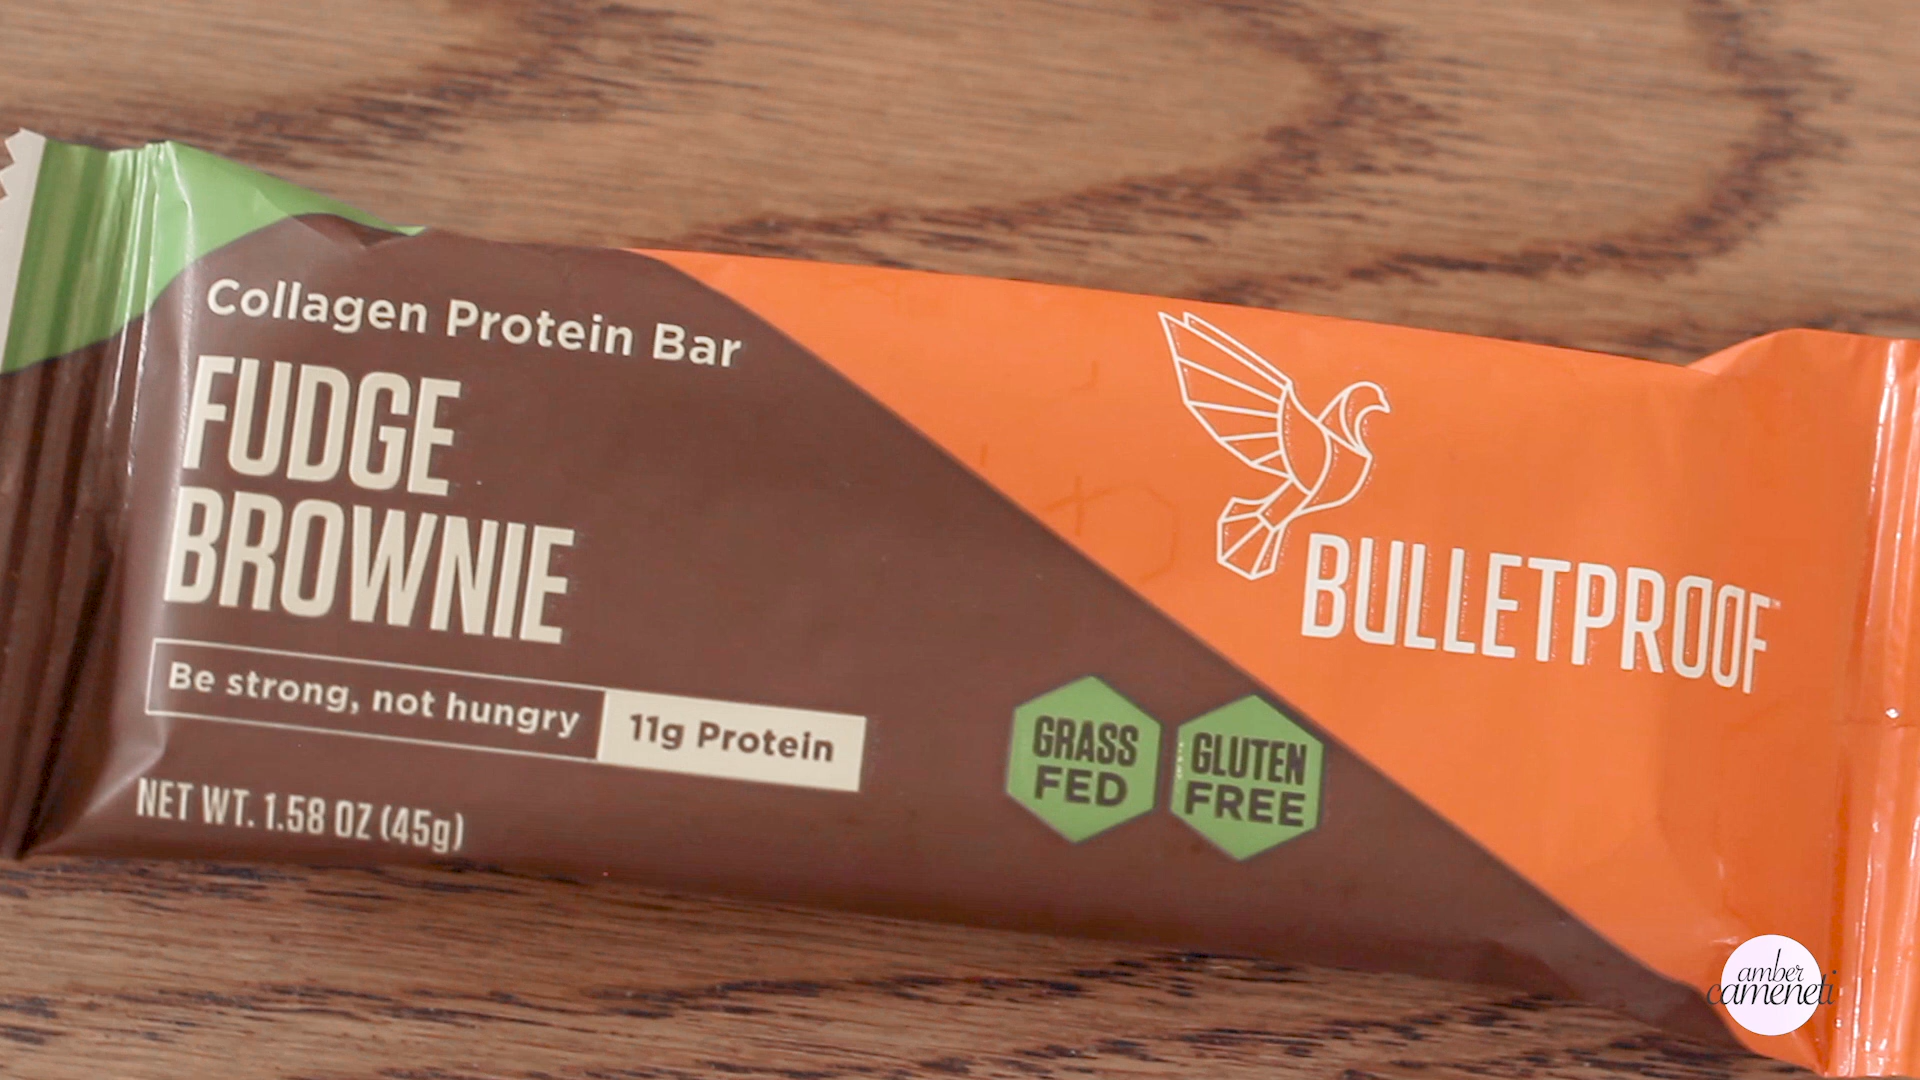 Collagen Protein Bar
FUDGE
BROWNIE
Be strong, not hungry
11g Protein
NET WT. 1.58 OZ (45g)
GRASS
FED
GLUTEN
FREE
BULLETPROOF™
amber
cameneti